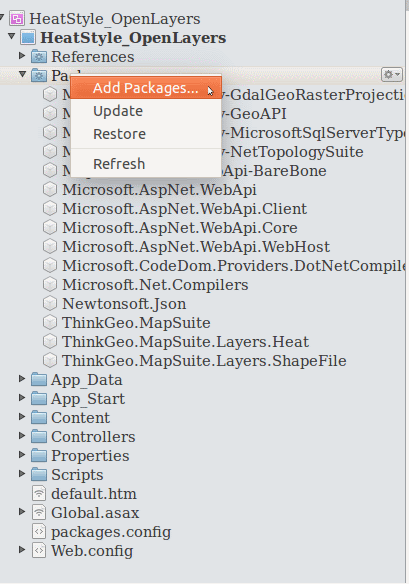 HeatStyle_OpenLayers
HeatStyle_OpenLayers
References
Pac
Add Packages...
Update
Restore
Refresh
y-GdalGeoRasterProjectio
y-GeoAPI
y-MicrosoftSqlServerType
y-NetTopologySuite
Api-BareBone
Microsoft.AspNet.WebApi
Microsoft.AspNet.WebApi.Client
Microsoft.AspNet.WebApi.Core
Microsoft.AspNet.WebApi.WebHost
Microsoft.CodeDom.Providers.DotNetCompile
Microsoft.Net.Compilers
Newtonsoft.Json
ThinkGeo.MapSuite
ThinkGeo.MapSuite.Layers.Heat
ThinkGeo.MapSuite.Layers.ShapeFile
App_Data
App_Start
Content
Controllers
Properties
Scripts
default.htm
Global.asax
packages.config
Web.config